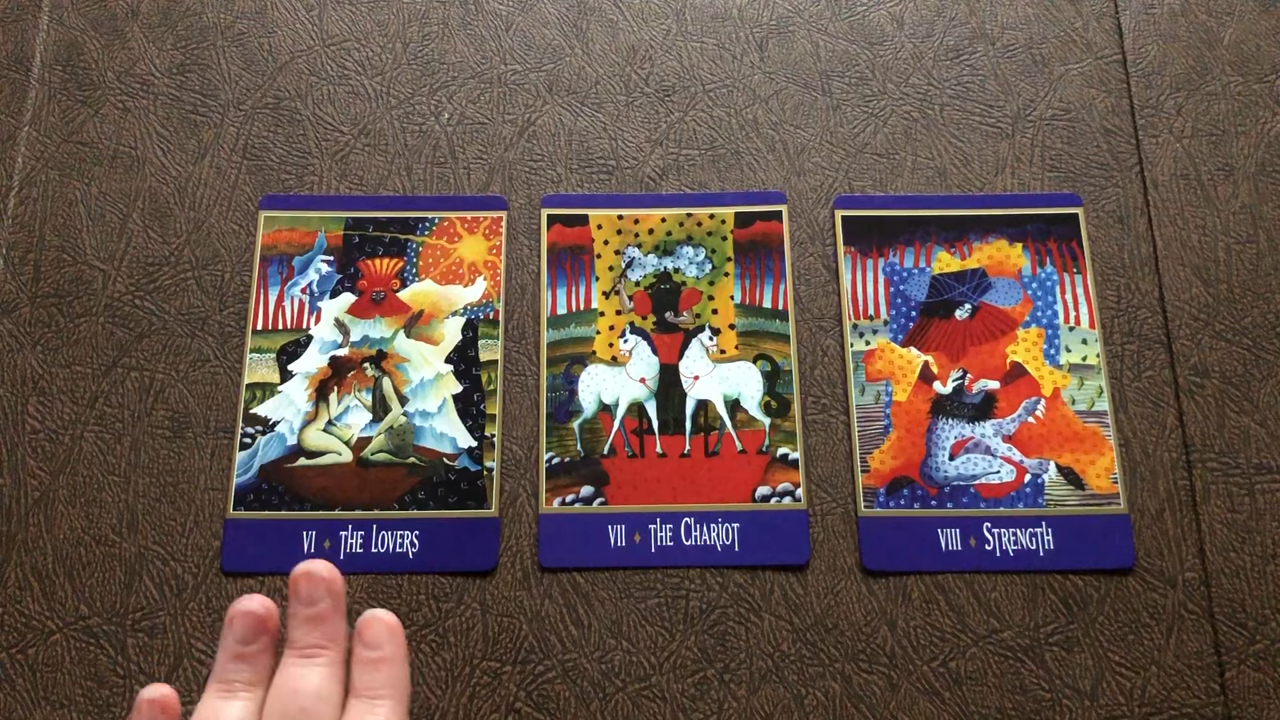 VI ♦ THE LOVERS
VII ♦ THE CHARIOT
VIII ♦ STRENGTH